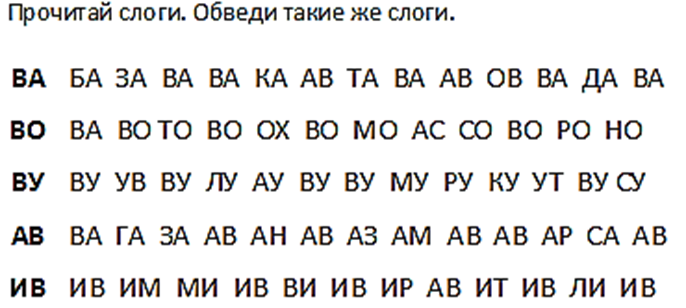 Прочитай слоги. Обведи такие же слоги.
ВА БА ЗА ВА ВА КА АВ ТА ВА АВ ОВ ВА ДА ВА
ВО ВА ВО ТО ВО ОХ ВО МО АС СО ВО РО НО
ВУ ВУ УВ ВУ ЛУ АУ ВУ ВУ МУ РУ КУ УТ ВУ СУ
АВ ВА ГА ЗА АВ АН АВ АЗ АМ АВ АВ АР СА АВ
ИВ ИВ ИМ МИ ИВ ВИ ИВ ИР АВ ИТ ИВ ЛИ ИВ